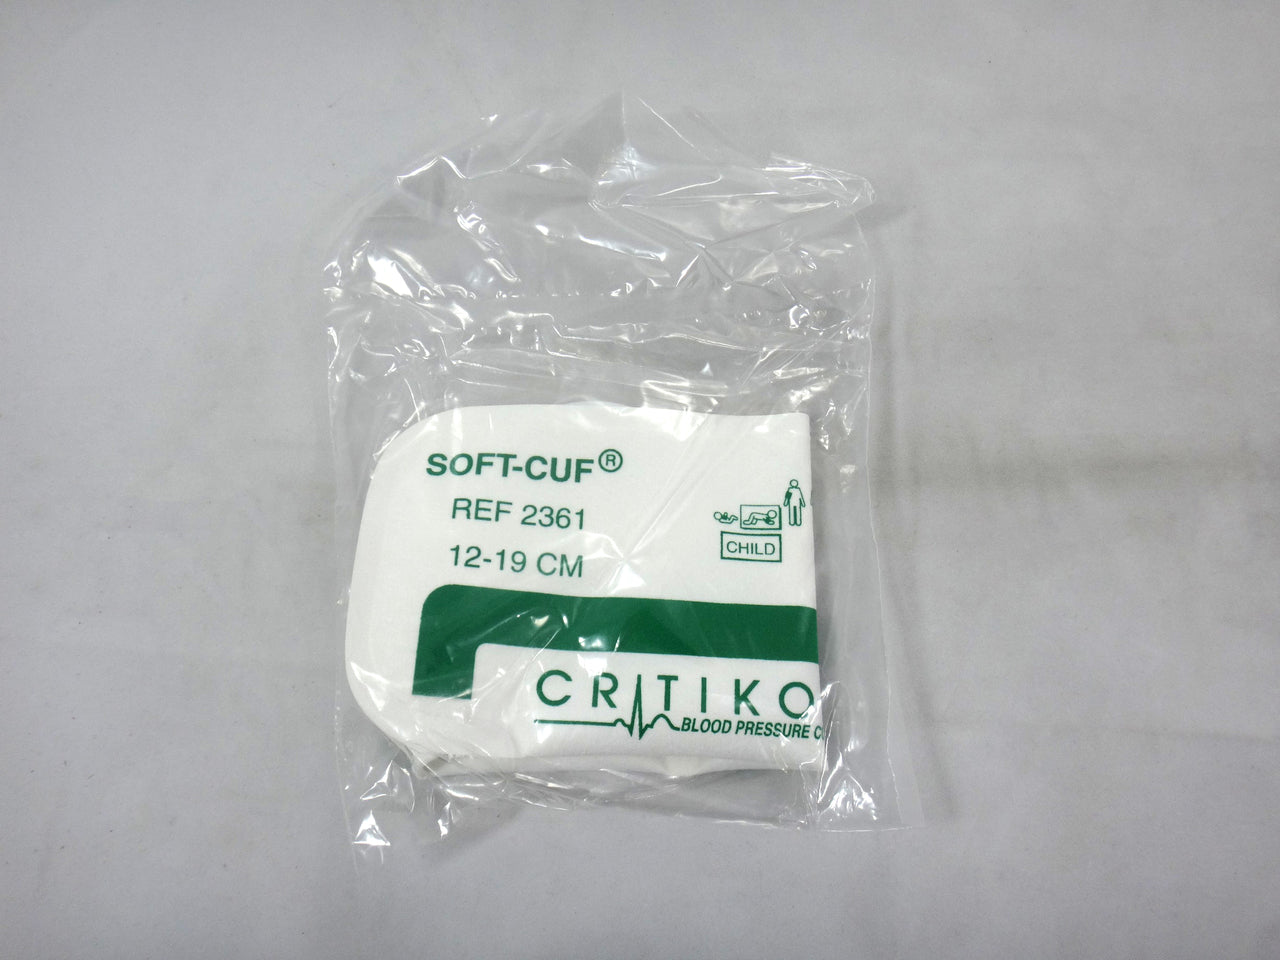 SOFT-CUF®
REF 2361
12-19 CM
CHILD
CRITIKO
BLOOD PRESSURE C